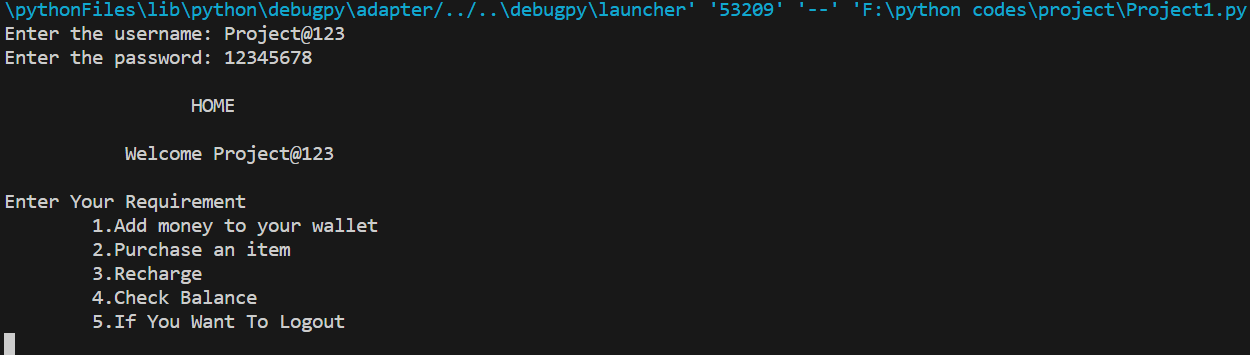 \pythonFiles\lib\python\debugpy\adapter/../..\debugpy\launcher' '53209' '--' 'F:\python codes\project\Project1.py
Enter the username: Project@123
Enter the password: 12345678
HOME
Welcome Project@123
Enter Your Requirement
1.Add money to your wallet
2.Purchase an item
3.Recharge
4.Check Balance
5.If You Want To Logout